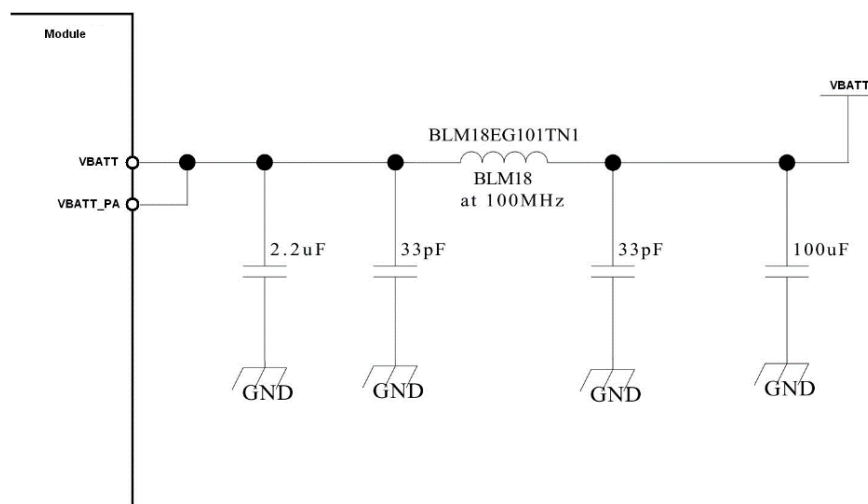 Module
VBATT
BLM18EG101TN1
VBATT
BLM18
at 100MHz
VBATT_PA
2.2uF
33pF
33pF
100uF
GND
GND
GND
GND